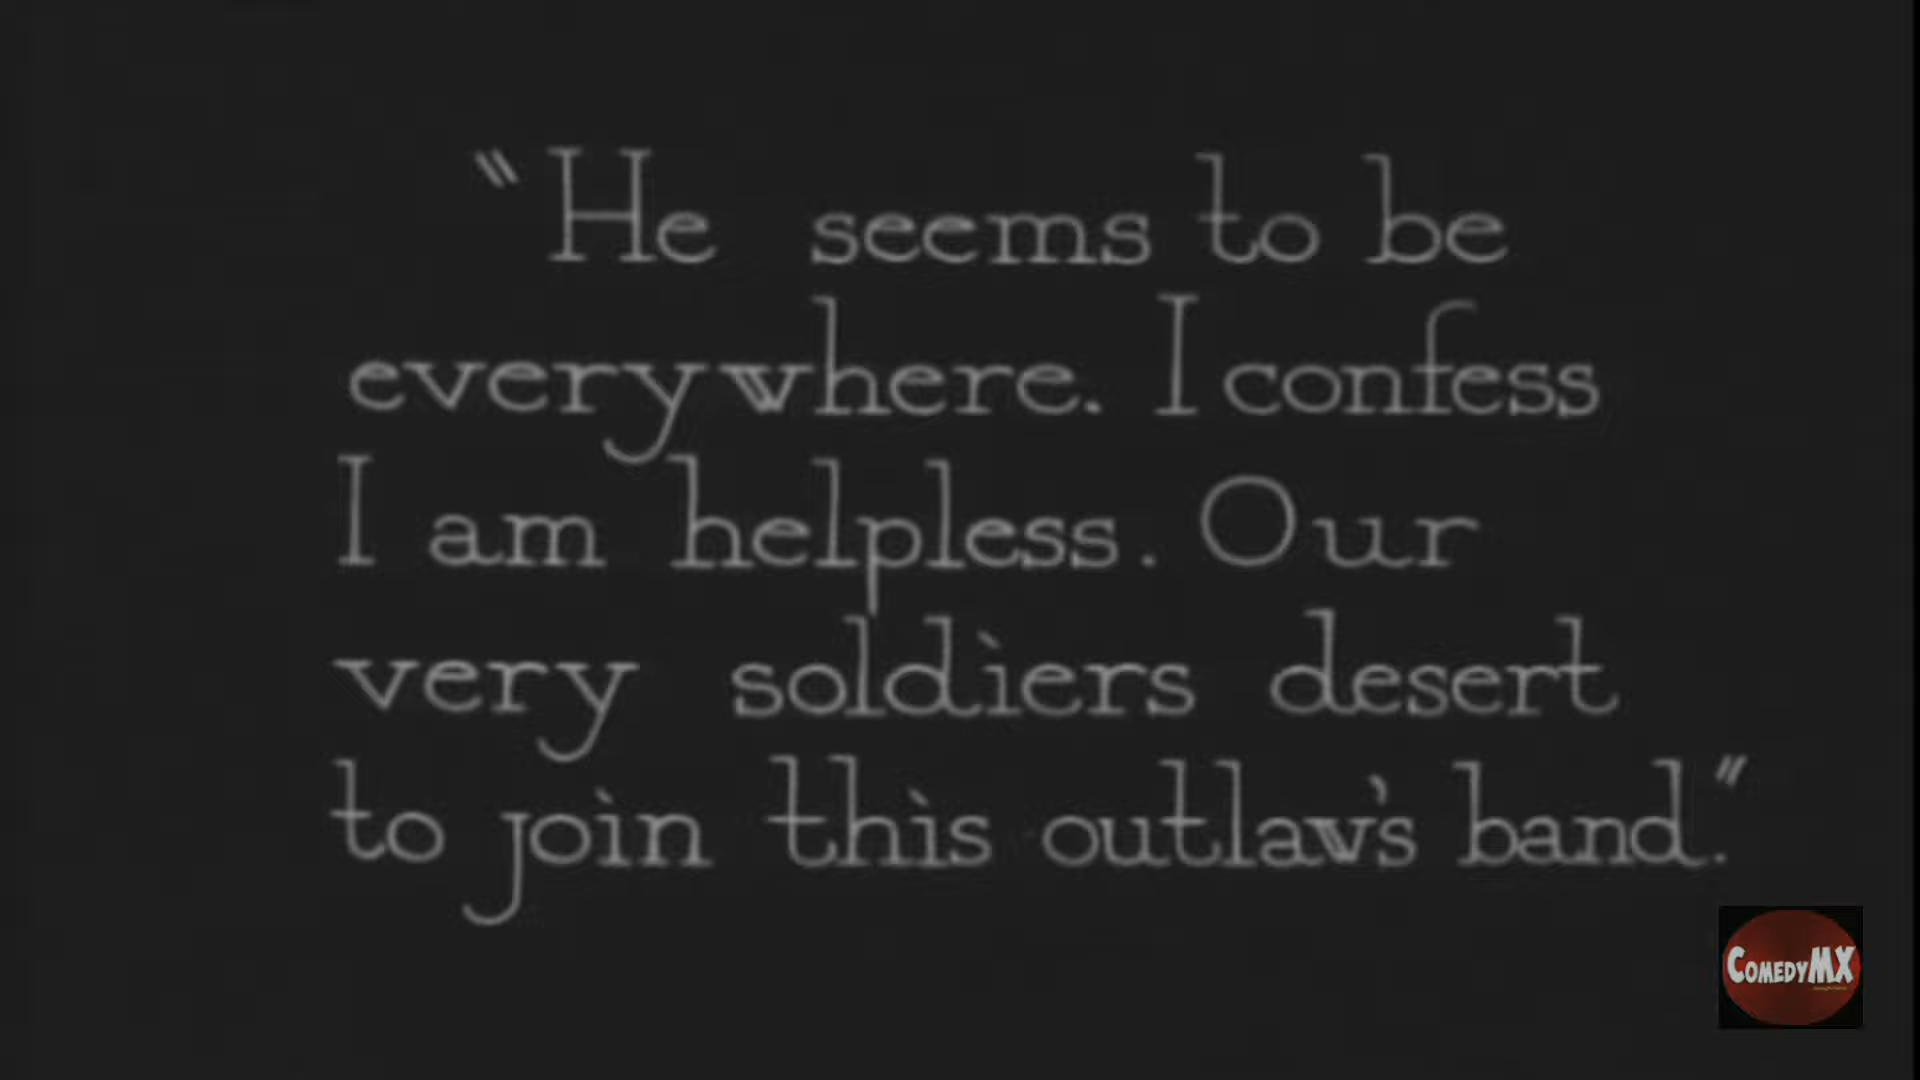 "He seems to be
everywhere. I confess
I am helpless. Our
very soldiers desert
to join this outlaw's band."
COMEDYMX